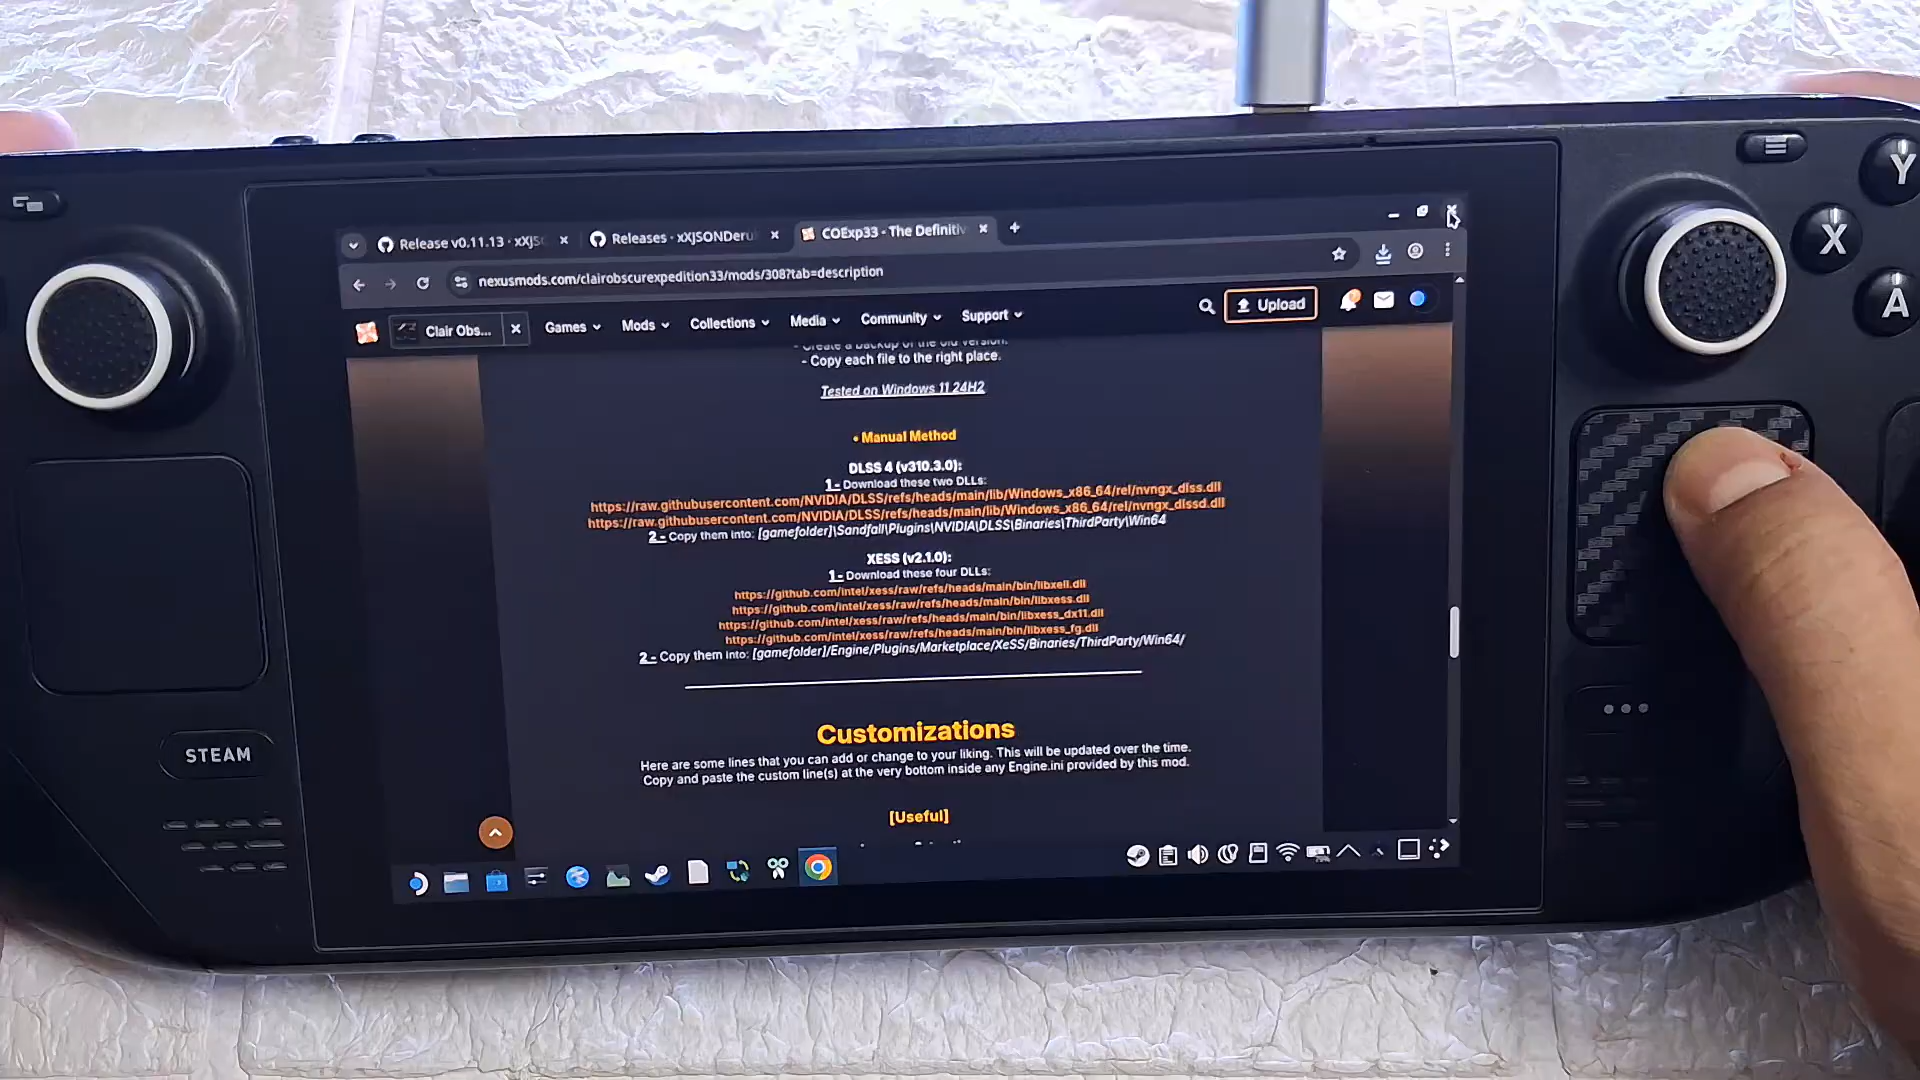 Release v0.11.13 · xXJSO
Releases · xXJSONDeru
COExp33 - The Definitiv
nexusmods.com/clairobscurexpedition33/mods/308?tab=description
Clair Obs...
Games
Mods
Collections
Media
Community
Support
Upload
- Create a backup of the old version.
- Copy each file to the right place.
Tested on Windows 11 24H2
• Manual Method
DLSS 4 (v310.3.0):
1- Download these two DLLs:
https://raw.githubusercontent.com/NVIDIA/DLSS/refs/heads/main/lib/Windows_x86_64/rel/nvngx_dlss.dll
https://raw.githubusercontent.com/NVIDIA/DLSS/refs/heads/main/lib/Windows_x86_64/rel/nvngx_dlssd.dll
2- Copy them into: [gamefolder]\Sandfall\Plugins\NVIDIA\DLSS\Binaries\ThirdParty\Win64
XESS (v2.1.0):
1- Download these four DLLs:
https://github.com/intel/xess/raw/refs/heads/main/bin/libxell.dll
https://github.com/intel/xess/raw/refs/heads/main/bin/libxess.dll
https://github.com/intel/xess/raw/refs/heads/main/bin/libxess_dx11.dll
https://github.com/intel/xess/raw/refs/heads/main/bin/libxess_fg.dll
2- Copy them into: [gamefolder]/Engine/Plugins/Marketplace/XeSS/Binaries/ThirdParty/Win64/
Customizations
Here are some lines that you can add or change to your liking. This will be updated over the time.
Copy and paste the custom line(s) at the very bottom inside any Engine.ini provided by this mod.
[Useful]
STEAM
Y
X
A